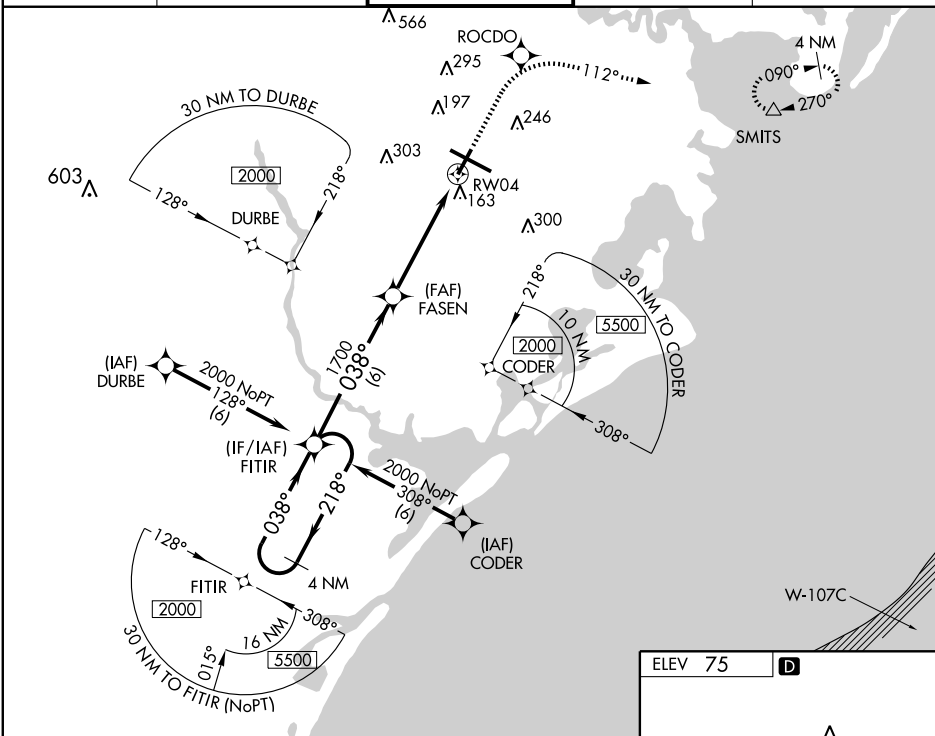 566
ROCDO
4 NM
295
112°
090°
270°
SMITS
30 NM TO DURBE
197
246
303
603
2000
218°
128°
DURBE
RW04
163
300
(FAF)
FASEN
218°
30 NM TO CODER
10 NM
5500
2000
CODER
308°
1700
038°
(6)
(IAF)
DURBE
2000 NoPT
128°
(6)
(IF/IAF)
FITIR
2000 NoPT
308°
(6)
(IAF)
CODER
038°
218°
4 NM
128°
FITIR
308°
2000
16 NM
015°
5500
30 NM TO FITIR (NoPT)
W-107C
ELEV 75
D